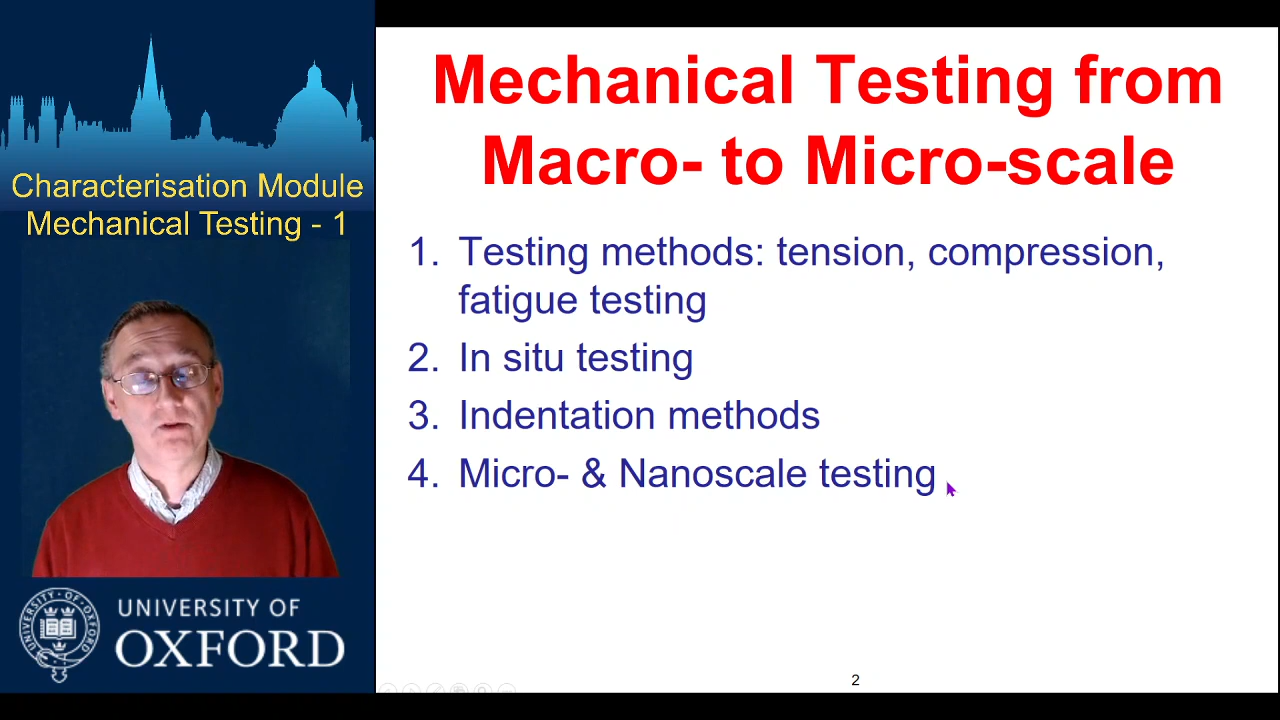 Characterisation Module
Mechanical Testing - 1
UNIVERSITY OF
OXFORD
Mechanical Testing from
Macro- to Micro-scale
1. Testing methods: tension, compression,
fatigue testing
2. In situ testing
3. Indentation methods
4. Micro- & Nanoscale testing
2